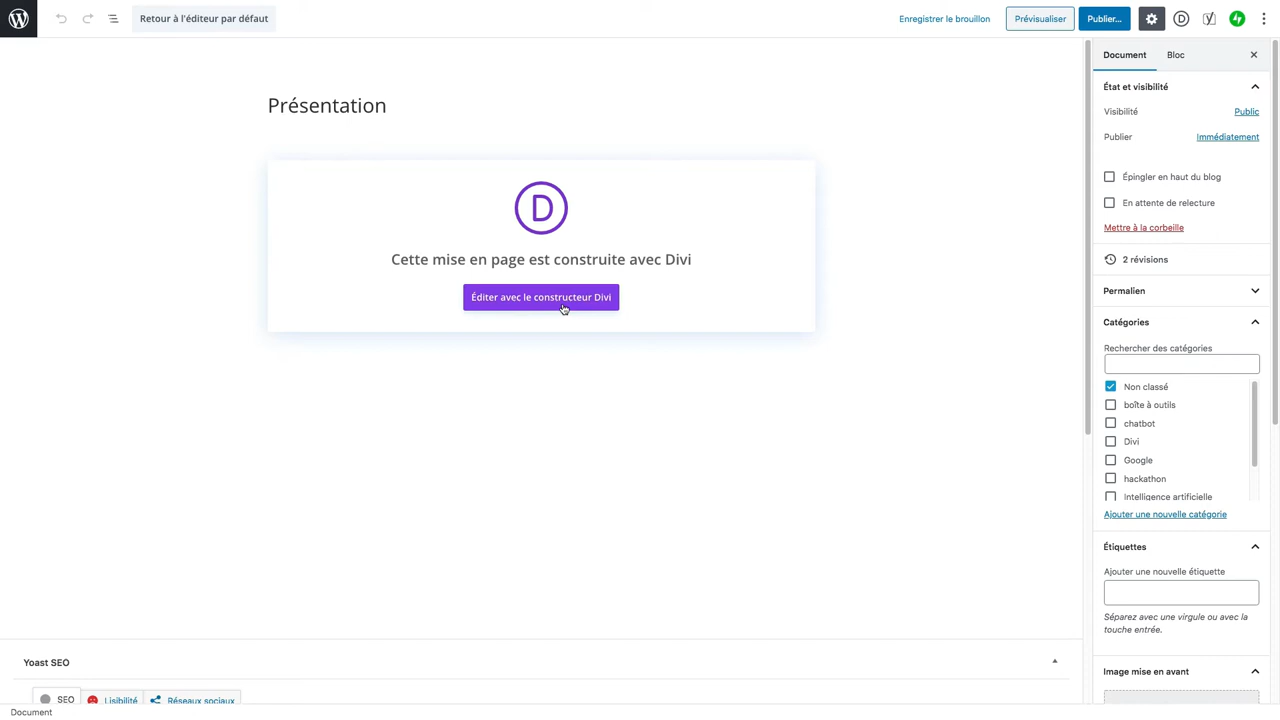 Retour à l'éditeur par défaut
Enregistrer le brouillon
Prévisualiser
Publier...
Document
Bloc
État et visibilité
Visibilité
Public
Publier
Immédiatement
Épingler en haut du blog
En attente de relecture
Mettre à la corbeille
2 révisions
Permalien
Catégories
Rechercher des catégories
Non classé
boîte à outils
chatbot
Divi
Google
hackathon
Intelligence artificielle
Ajouter une nouvelle catégorie
Étiquettes
Ajouter une nouvelle étiquette
Séparez avec une virgule ou avec la
touche entrée.
Image mise en avant
Présentation
D
Cette mise en page est construite avec Divi
Éditer avec le constructeur Divi
Yoast SEO
SEO
Lisibilité
Réseaux sociaux
Document